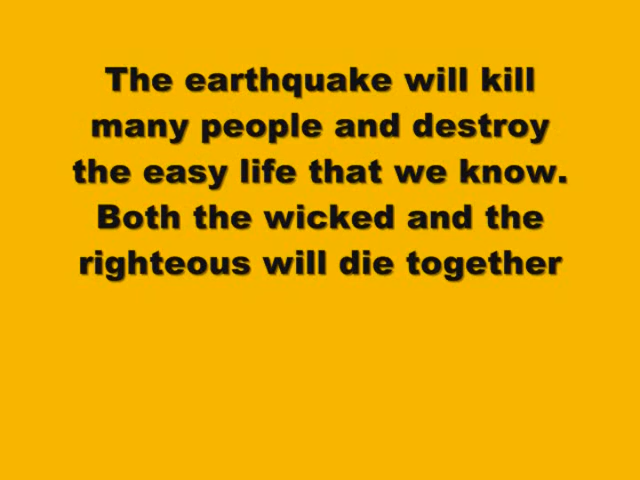 The earthquake will kill
many people and destroy
the easy life that we know.
Both the wicked and the
righteous will die together